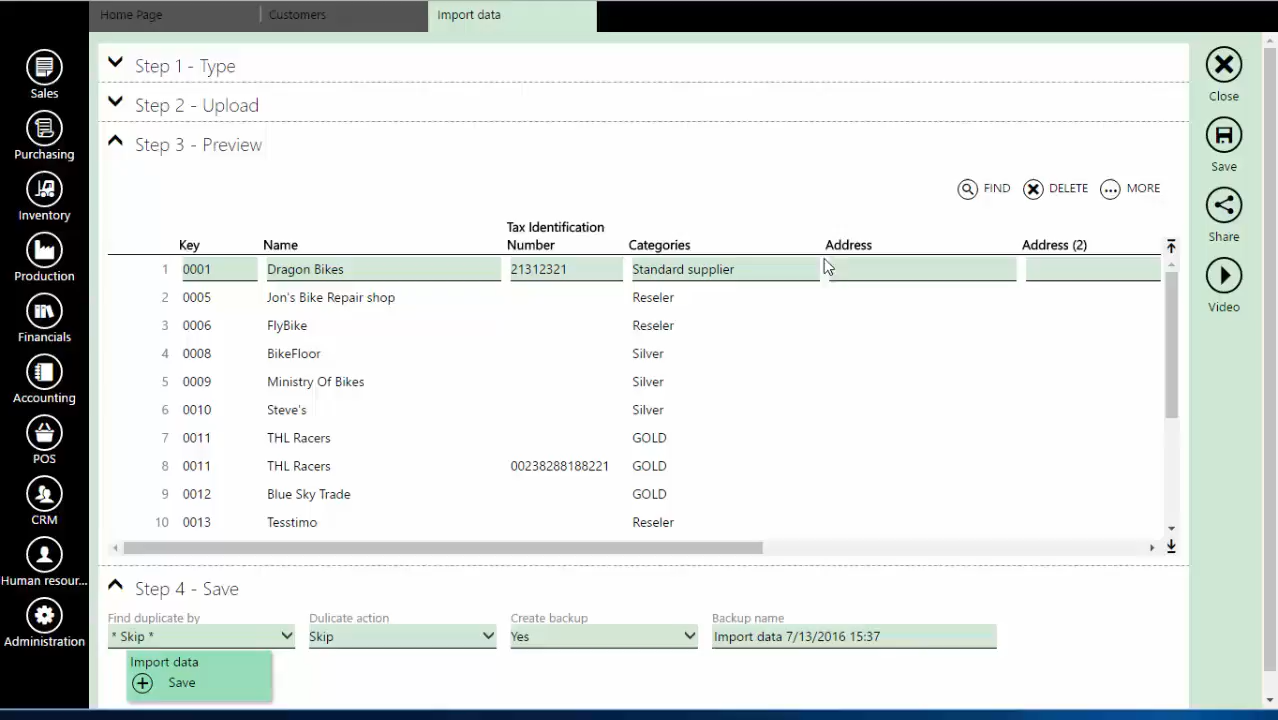 Home Page
Customers
Import data
Sales
Purchasing
Inventory
Production
Financials
Accounting
POS
CRM
Human resour...
Administration
Step 1 - Type
Step 2 - Upload
Step 3 - Preview
FIND DELETE MORE
Key Name Tax Identification Number Categories Address Address (2)
1 0001 Dragon Bikes 21312321 Standard supplier
2 0005 Jon's Bike Repair shop Reseler
3 0006 FlyBike Reseler
4 0008 BikeFloor Silver
5 0009 Ministry Of Bikes Silver
6 0010 Steve's Silver
7 0011 THL Racers GOLD
8 0011 THL Racers 00238288188221 GOLD
9 0012 Blue Sky Trade GOLD
10 0013 Tesstimo Reseler
Step 4 - Save
Find duplicate by Dulicate action Create backup Backup name
* Skip * Skip Yes Import data 7/13/2016 15:37
Import data
Save
Close
Save
Share
Video